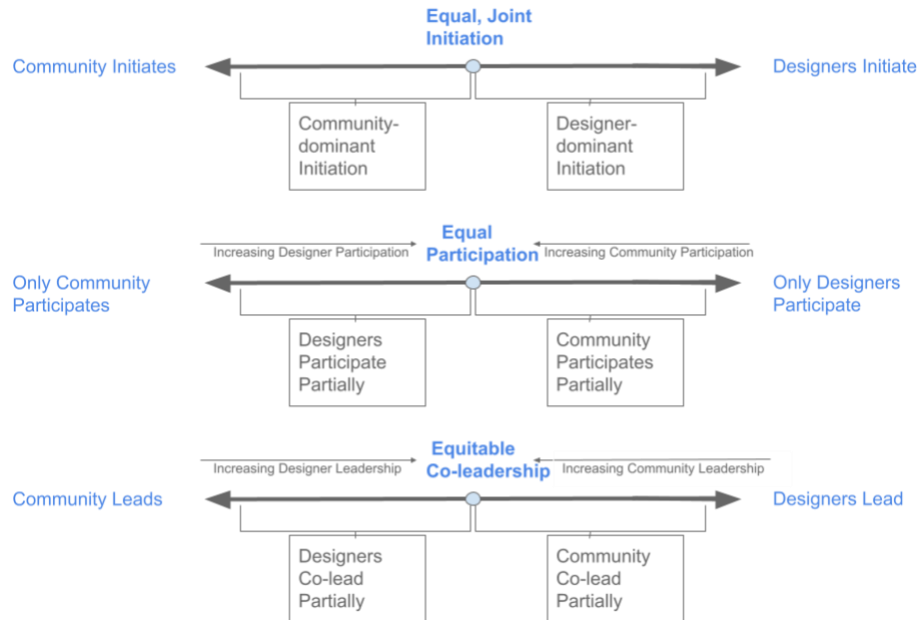 Equal, Joint
Initiation
Community Initiates
Designers Initiate
Community-
dominant
Initiation
Designer-
dominant
Initiation
Equal
Participation
Increasing Designer Participation
Increasing Community Participation
Only Community
Participates
Only Designers
Participate
Designers
Participate
Partially
Community
Participates
Partially
Equitable
Co-leadership
Increasing Designer Leadership
Increasing Community Leadership
Community Leads
Designers Lead
Designers
Co-lead
Partially
Community
Co-lead
Partially